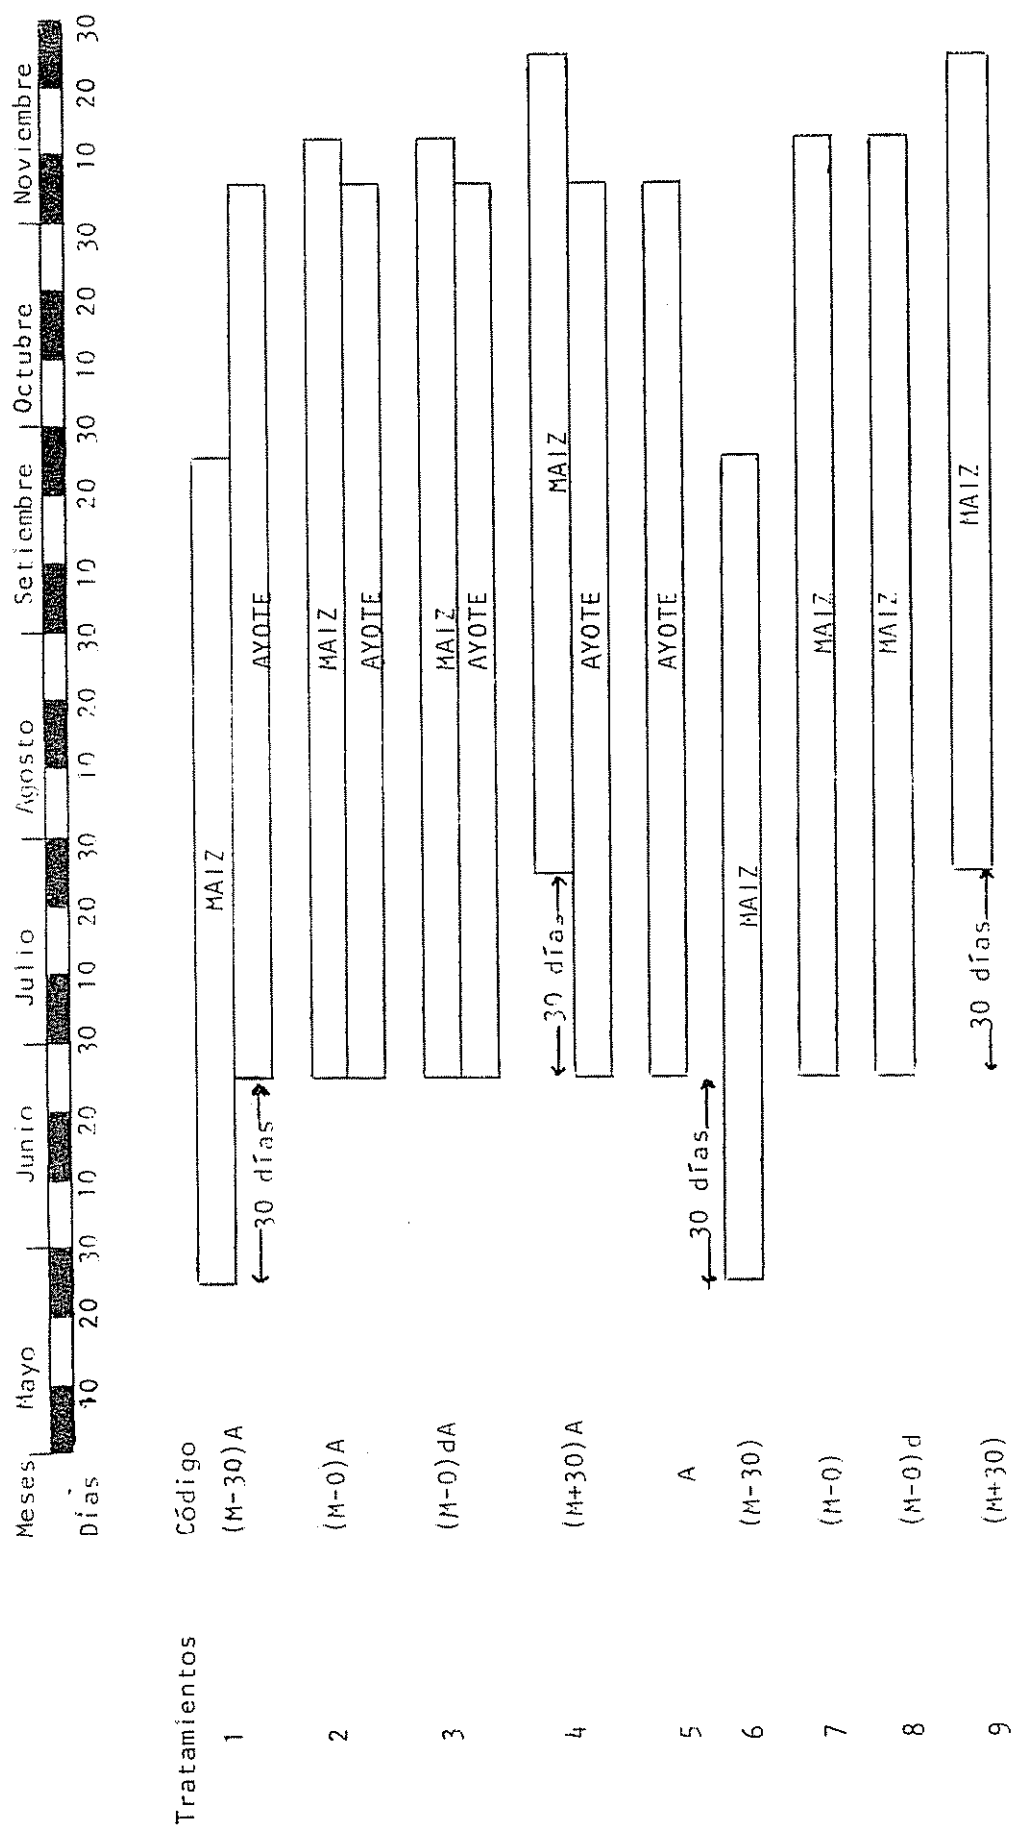 Meses Mayo Junio Julio Agosto Setiembre Octubre Noviembre
Días 10 20 30 10 20 30 10 20 30 10 20 30 10 20 30 10 20 30 10 20 30
Tratamientos Código
1 (M-30)A MAIZ
30 días AYOTE
2 (M-0)A MAIZ
AYOTE
3 (M-0)dA MAIZ
AYOTE
4 (M+30)A 30 días MAIZ
AYOTE
5 A AYOTE
30 días
6 (M-30) MAIZ
7 (M-0) MAIZ
8 (M-0)d MAIZ
9 (M+30) 30 días MAIZ